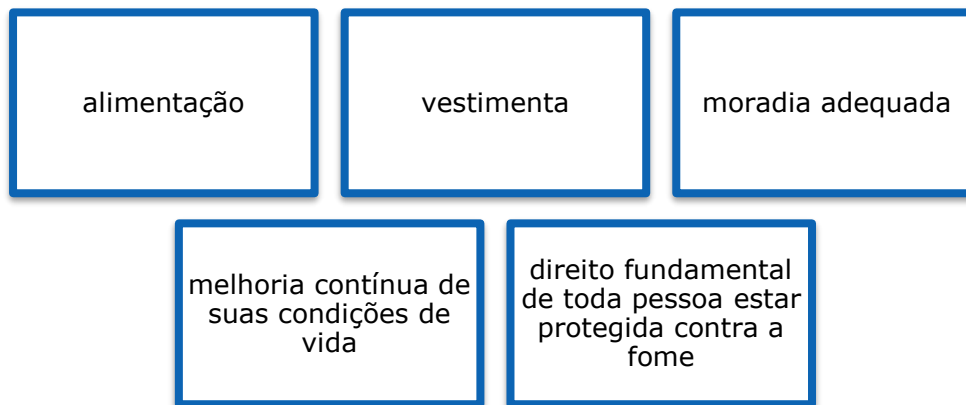 alimentação
vestimenta
moradia adequada
melhoria contínua de
suas condições de
vida
direito fundamental
de toda pessoa estar
protegida contra a
fome